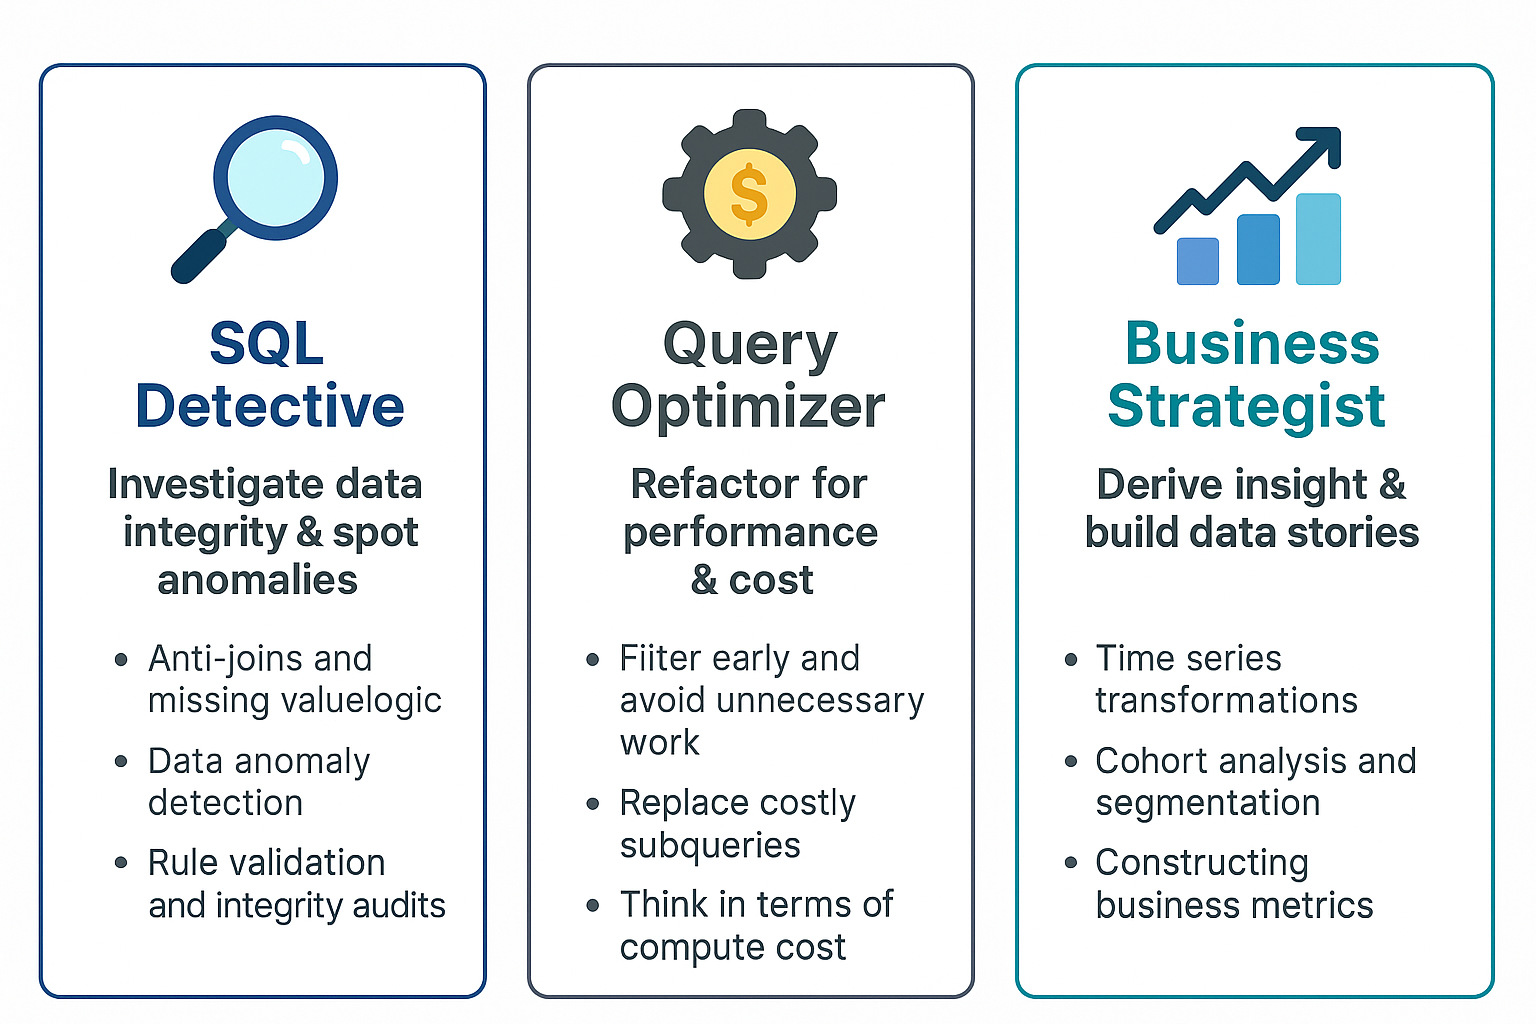 $
SQL
Detective
Investigate data
integrity & spot
anomalies
• Anti-joins and
missing valuelogic
• Data anomaly
detection
• Rule validation
and integrity audits
Query
Optimizer
Refactor for
performance
& cost
• Fiiter early and
avoid unnecessary
work
• Replace costly
subqueries
• Think in terms of
compute cost
Business
Strategist
Derive insight &
build data stories
• Time series
transformations
• Cohort analysis and
segmentation
• Constructing
business metrics